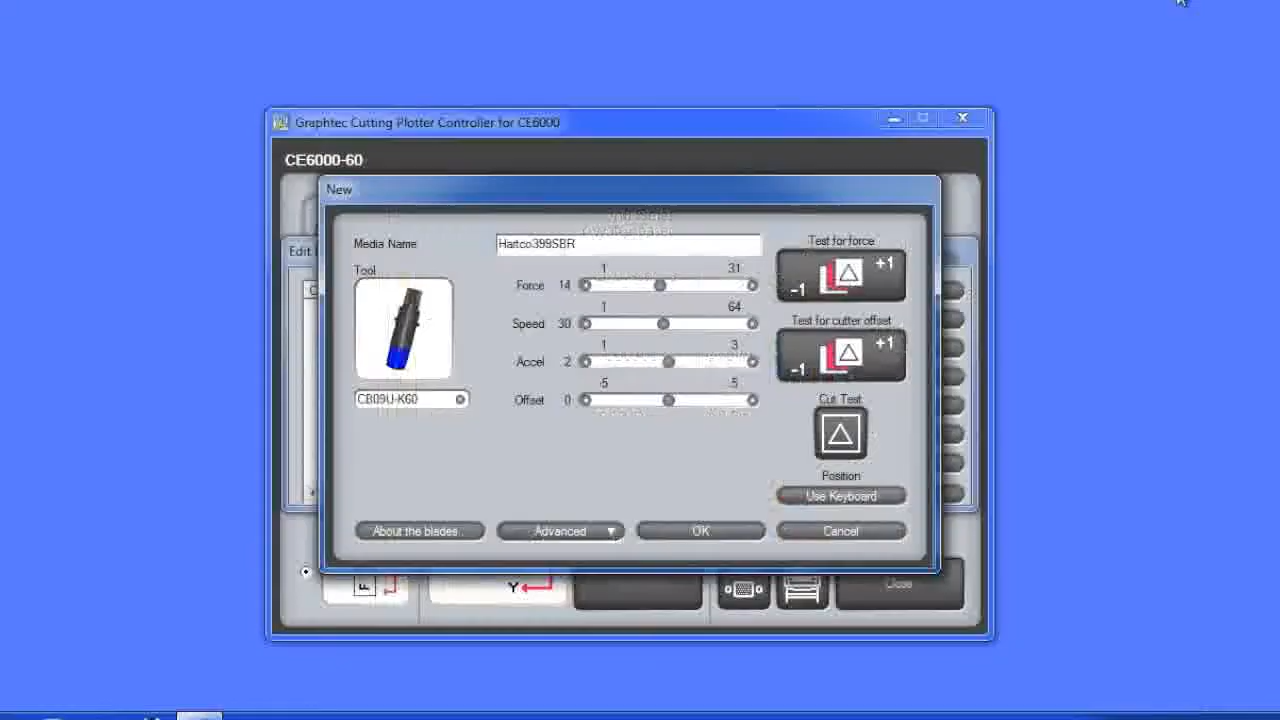 Graphtec Cutting Plotter Controller for CE6000
CE6000-60
New
Edit
Media Name
Hartco399SBR
Test for force
-1 +1
Tool
1 31
Force 14
1 64
Speed 30
Test for cutter offset
-1 +1
1 3
Accel 2
-5 5
Offset 0
CB09U-K60
Cut Test
Position
Use Keyboard
About the blades..
Advanced
OK
Cancel
F
Y
Close